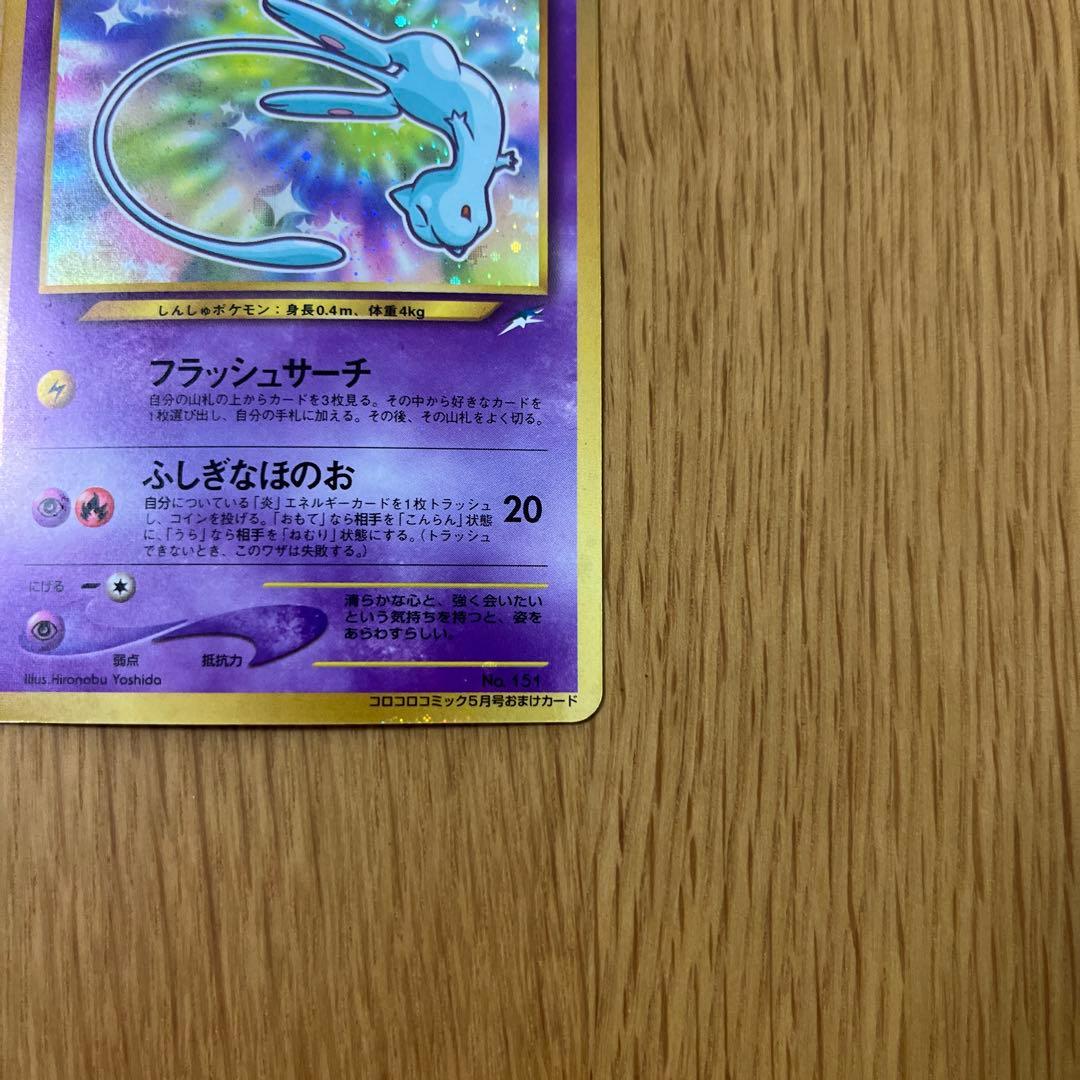 しんしゅポケモン：身長0.4m、体重4kg
フラッシュサーチ
自分の山札の上からカードを3枚見る。その中から好きなカードを
1枚選び出し、自分の手札に加える。その後、その山札をよく切る。
ふしぎなほのお
自分についている「炎」エネルギーカードを1枚トラッシュ
し、コインを投げる。「おもて」なら相手を「こんらん」状態
に、「うら」なら相手を「ねむり」状態にする。（トラッシュ
できないとき、このワザは失敗する。）
20
にげる
清らかな心と、強く会いたい
という気持ちを持つと、姿を
あらわすらしい。
弱点
抵抗力
Illus.Hironobu Yoshida
No. 151
コロコロコミック5月号おまけカード